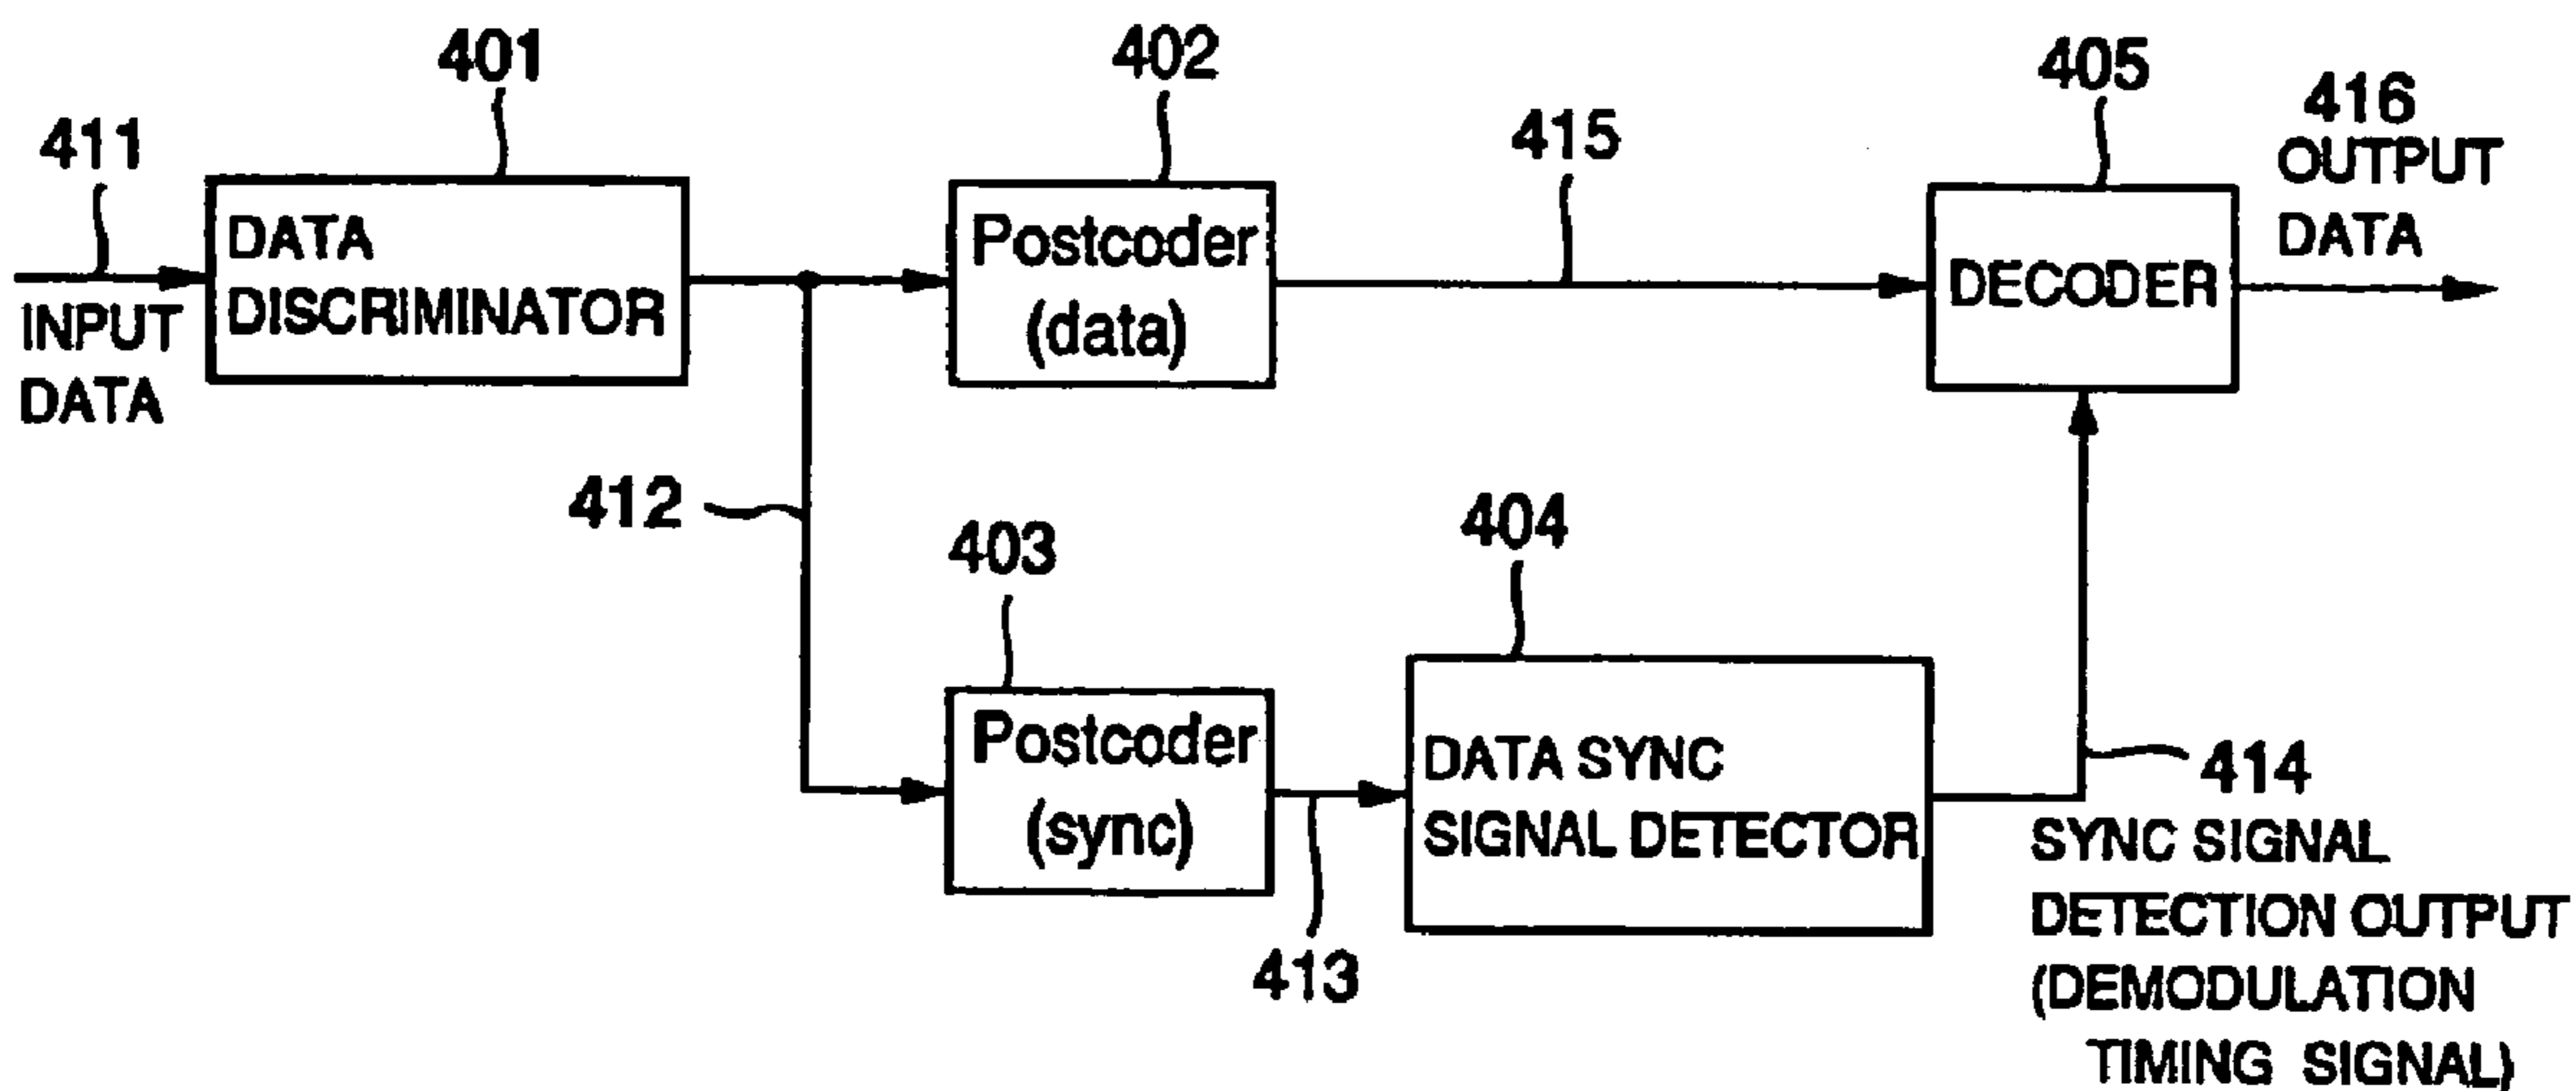 401
402
405
416
OUTPUT
DATA
411
415
DATA
DISCRIMINATOR
Postcoder
(data)
DECODER
INPUT
DATA
412
403
404
Postcoder
(sync)
DATA SYNC
SIGNAL DETECTOR
413
414
SYNC SIGNAL
DETECTION OUTPUT
(DEMODULATION
TIMING SIGNAL)